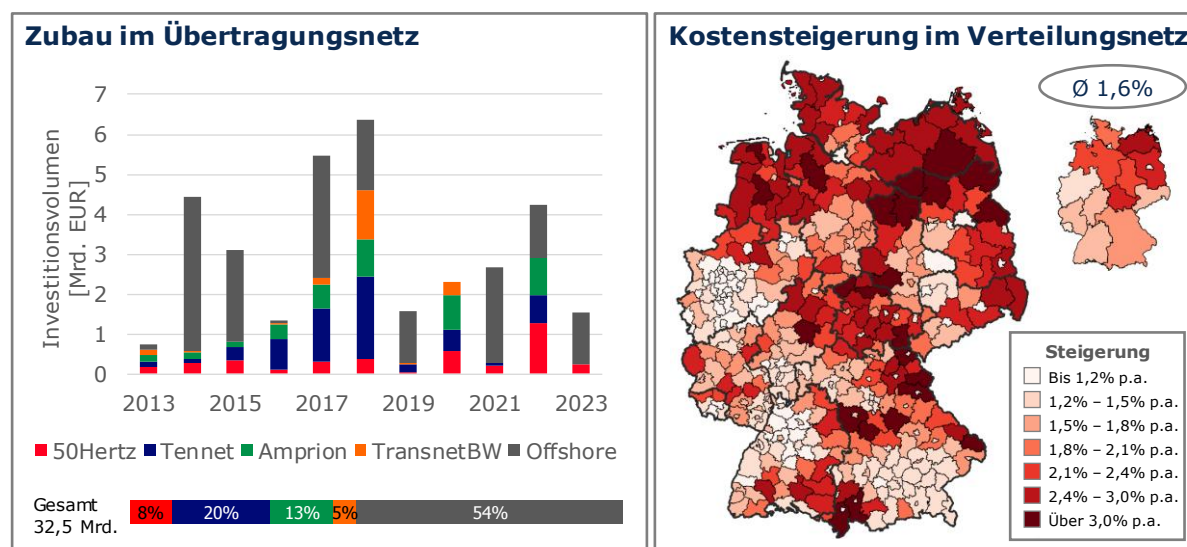 Zubau im Übertragungsnetz
Investitionsvolumen
[Mrd. EUR]
7
6
5
4
3
2
1
0
2013 2015 2017 2019 2021 2023
50Hertz Tennet Amprion TransnetBW Offshore
Gesamt
32,5 Mrd.
8% 20% 13% 5% 54%
Kostensteigerung im Verteilungsnetz
Ø 1,6%
Steigerung
Bis 1,2% p.a.
1,2% – 1,5% p.a.
1,5% – 1,8% p.a.
1,8% – 2,1% p.a.
2,1% – 2,4% p.a.
2,4% – 3,0% p.a.
Über 3,0% p.a.